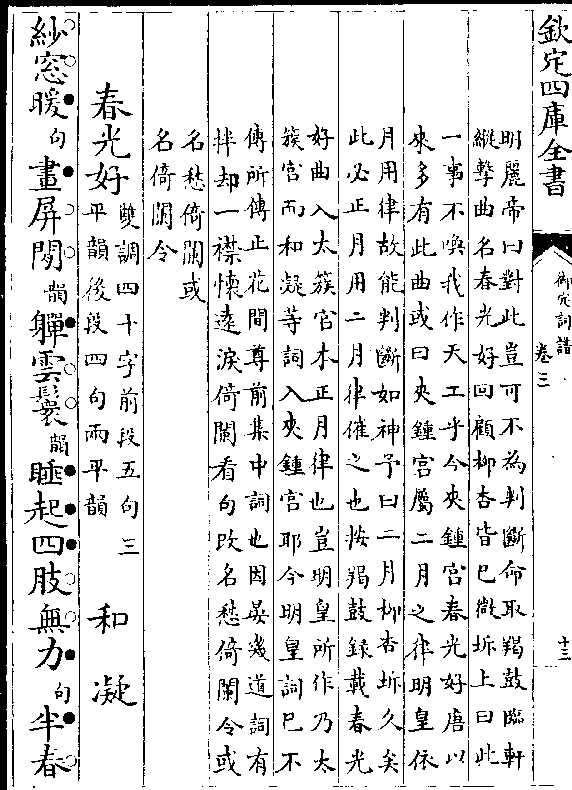 欽定四庫全書
御定詞譜
卷三
十三
明麗帝曰對此豈可不為判斷命取羯鼓臨軒
縱擊曲名春光好回顧柳杏皆已微坼上曰此
一事不喚我作天工乎今夾鍾宮春光好唐以
來多有此曲或曰夾鍾宮屬二月之律明皇依
月用律故能判斷如神予曰二月柳杏坼久矣
此必正月用二月律催之也按羯鼓錄載春光
好曲入太簇宮本正月律也豈明皇所作乃太
簇宮而和凝等詞入夾鍾宮耶今明皇詞已不
傳所傳止花間尊前集中詞也因晏幾道詞有
拌却一襟懷遠淚倚闌看句改名愁倚闌令或
名愁倚闌或
名倚闌令
春光好
雙調四十字前段五句三
平韻後段四句兩平韻
和凝
紗窓暖句畫屏閒韻嚲雲鬟韻睡起四肢無力句半春